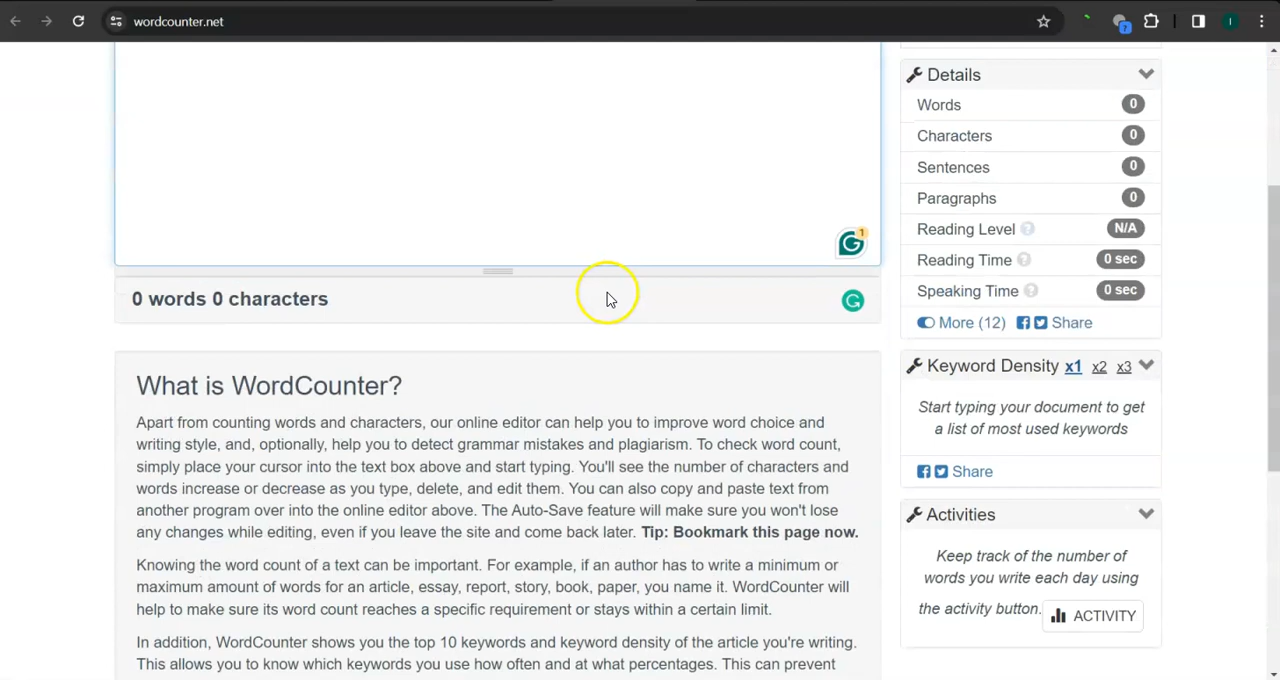 wordcounter.net
?
I
1
0 words 0 characters
What is WordCounter?
Apart from counting words and characters, our online editor can help you to improve word choice and
writing style, and, optionally, help you to detect grammar mistakes and plagiarism. To check word count,
simply place your cursor into the text box above and start typing. You'll see the number of characters and
words increase or decrease as you type, delete, and edit them. You can also copy and paste text from
another program over into the online editor above. The Auto-Save feature will make sure you won't lose
any changes while editing, even if you leave the site and come back later. Tip: Bookmark this page now.
Knowing the word count of a text can be important. For example, if an author has to write a minimum or
maximum amount of words for an article, essay, report, story, book, paper, you name it. WordCounter will
help to make sure its word count reaches a specific requirement or stays within a certain limit.
In addition, WordCounter shows you the top 10 keywords and keyword density of the article you're writing.
This allows you to know which keywords you use how often and at what percentages. This can prevent
Details
Words 0
Characters 0
Sentences 0
Paragraphs 0
Reading Level ? N/A
Reading Time ? 0 sec
Speaking Time ? 0 sec
More (12) Share
Keyword Density x1 x2 x3
Start typing your document to get
a list of most used keywords
Share
Activities
Keep track of the number of
words you write each day using
the activity button. ACTIVITY